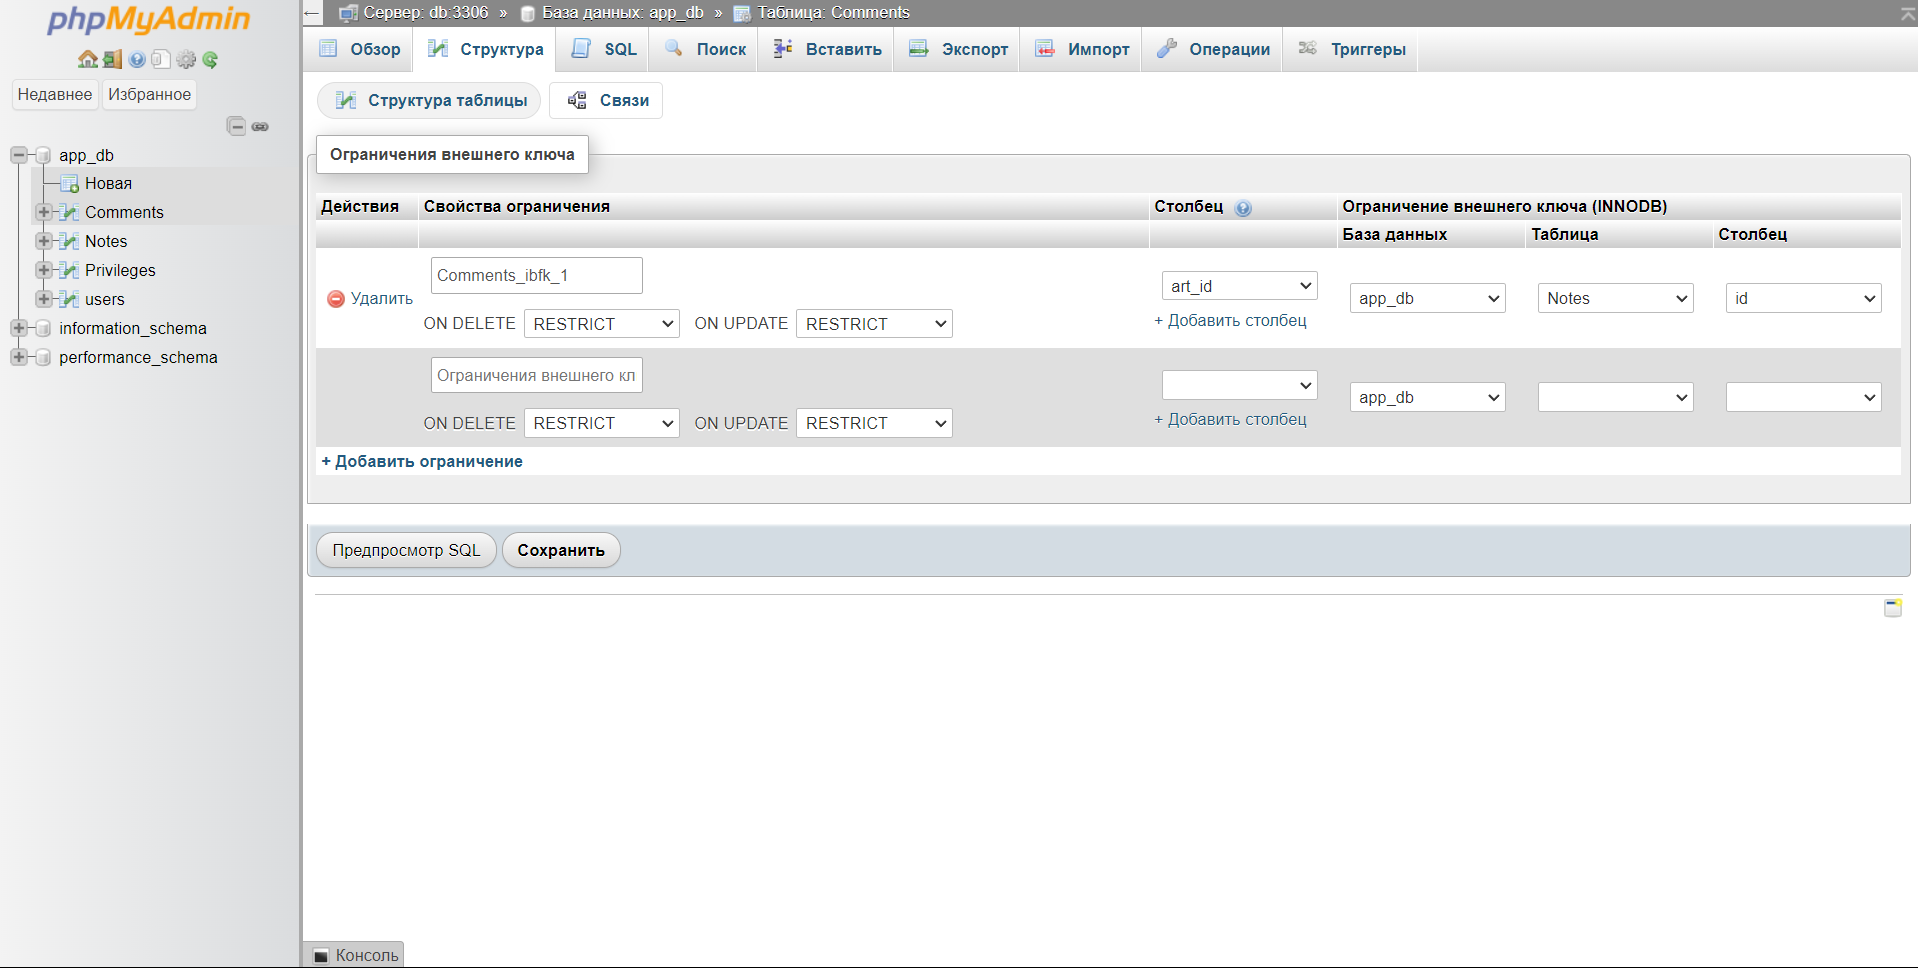 phpMyAdmin
Недавнее Избранное
app_db
Новая
Comments
Notes
Privileges
users
information_schema
performance_schema
Сервер: db:3306 » База данных: app_db » Таблица: Comments
Обзор Структура SQL Поиск Вставить Экспорт Импорт Операции Триггеры
Структура таблицы Связи
Ограничения внешнего ключа
Действия Свойства ограничения Столбец Ограничение внешнего ключа (INNODB)
База данных Таблица Столбец
Удалить Comments_ibfk_1 art_id app_db Notes id
ON DELETE RESTRICT ON UPDATE RESTRICT + Добавить столбец
Ограничения внешнего кл app_db
ON DELETE RESTRICT ON UPDATE RESTRICT + Добавить столбец
+ Добавить ограничение
Предпросмотр SQL Сохранить
Консоль